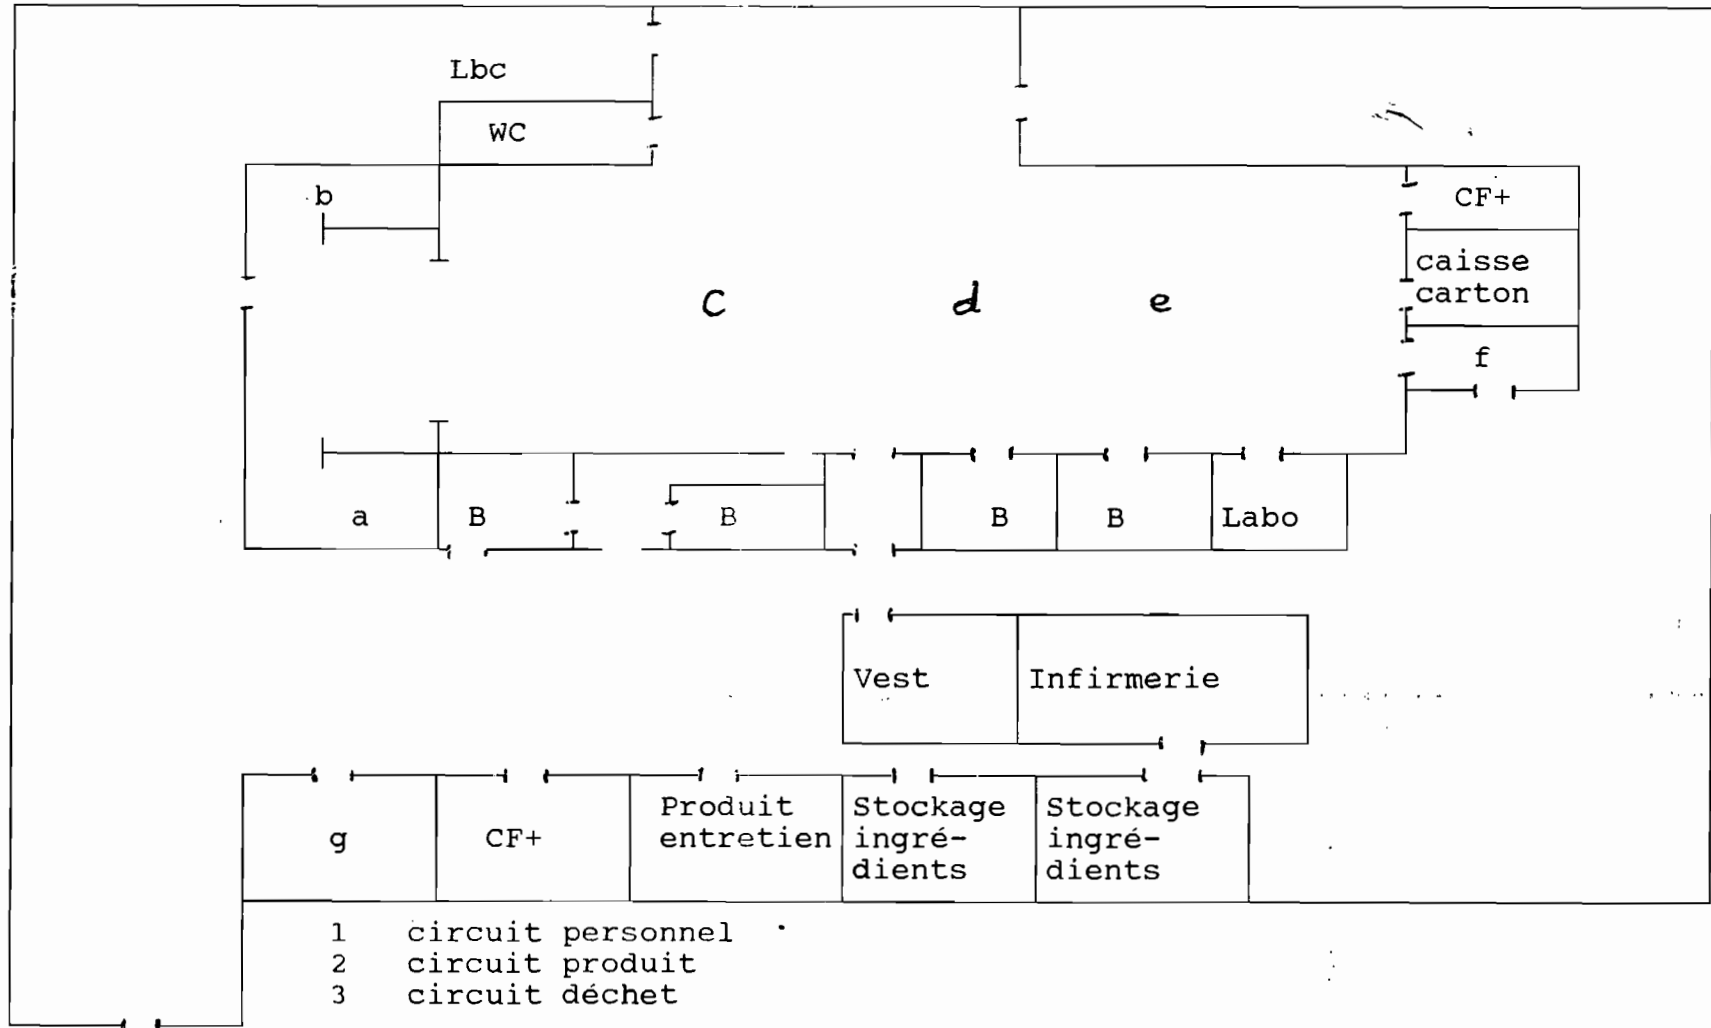 Lbc
WC
b
CF+
caisse
carton
C
d
e
f
a
B
B
B
B
Labo
Vest
Infirmerie
g
CF+
Produit
entretien
Stockage
ingré-
dients
Stockage
ingré-
dients
1 circuit personnel
2 circuit produit
3 circuit déchet